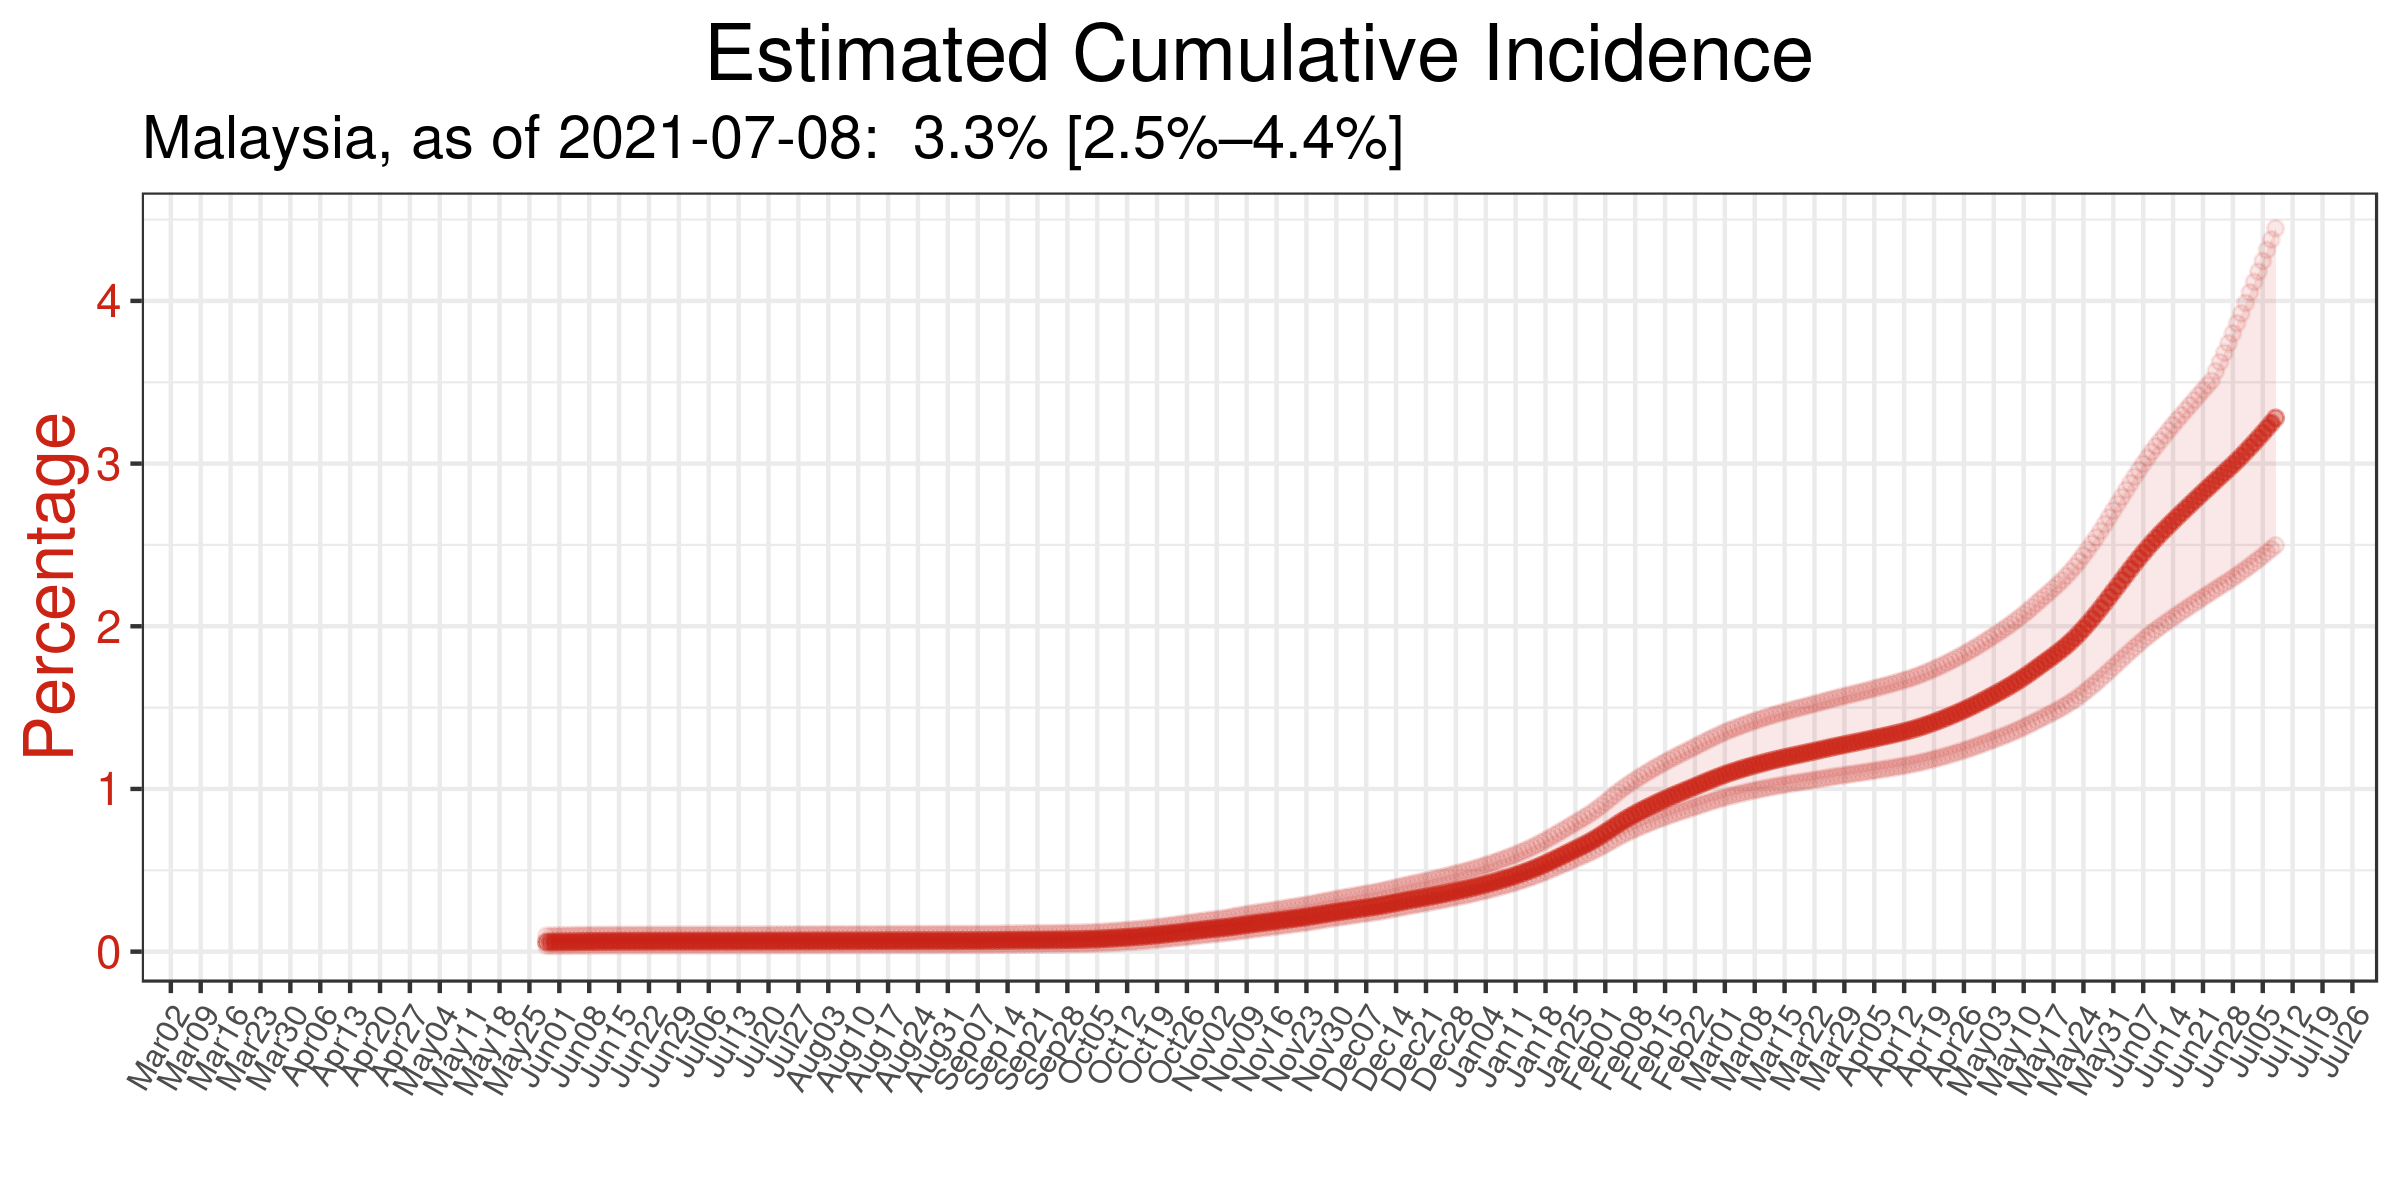 Estimated Cumulative Incidence
Malaysia, as of 2021-07-08:  3.3% [2.5%–4.4%]
Percentage
4
3
2
1
0
Mar02
Mar09
Mar16
Mar23
Mar30
Apr06
Apr13
Apr20
Apr27
May04
May11
May18
May25
Jun01
Jun08
Jun15
Jun22
Jun29
Jul06
Jul13
Jul20
Jul27
Aug03
Aug10
Aug17
Aug24
Aug31
Sep07
Sep14
Sep21
Sep28
Oct05
Oct12
Oct19
Oct26
Nov02
Nov09
Nov16
Nov23
Nov30
Dec07
Dec14
Dec21
Dec28
Jan04
Jan11
Jan18
Jan25
Feb01
Feb08
Feb15
Feb22
Mar01
Mar08
Mar15
Mar22
Mar29
Apr05
Apr12
Apr19
Apr26
May03
May10
May17
May24
May31
Jun07
Jun14
Jun21
Jun28
Jul05
Jul12
Jul19
Jul26